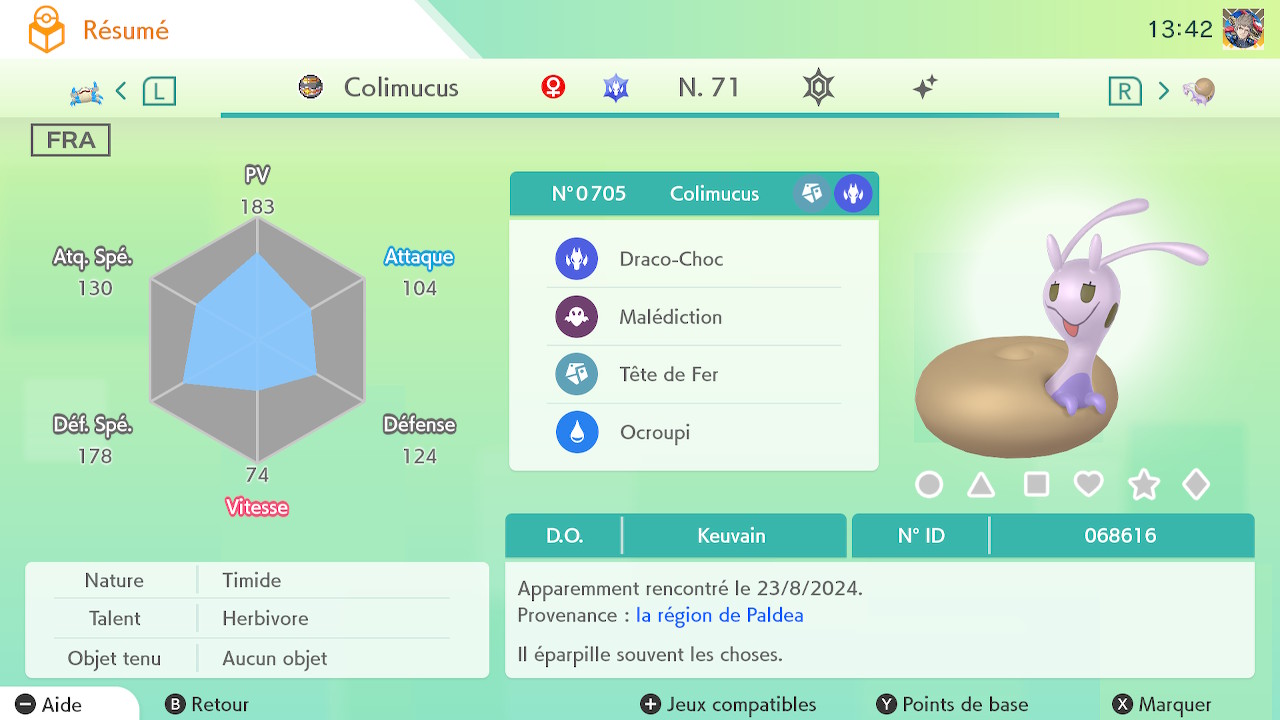 Résumé
13:42
L
Colimucus
N. 71
R
FRA
PV
183
Atq. Spé.
130
Attaque
104
Déf. Spé.
178
Défense
124
74
Vitesse
N° 0705 Colimucus
Draco-Choc
Malédiction
Tête de Fer
Ocroupi
D.O. Keuvain
N° ID 068616
Nature Timide
Talent Herbivore
Objet tenu Aucun objet
Apparemment rencontré le 23/8/2024.
Provenance : la région de Paldea
Il éparpille souvent les choses.
Aide
B Retour
Jeux compatibles
Y Points de base
X Marquer